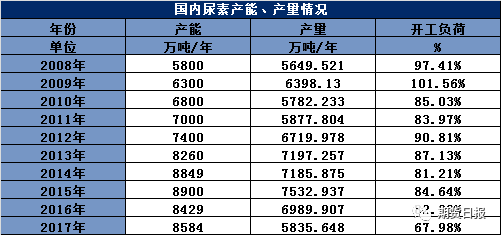 国内尿素产能、产量情况
年份 产能 产量 开工负荷
单位 万吨/年 万吨/年 %
2008年 5800 5649.521 97.41%
2009年 6300 6398.13 101.56%
2010年 6800 5782.233 85.03%
2011年 7000 5877.804 83.97%
2012年 7400 6719.978 90.81%
2013年 8260 7197.257 87.13%
2014年 8849 7185.875 81.21%
2015年 8900 7532.937 84.64%
2016年 8429 6989.907
2017年 8584 5835.648 67.98%
期货日报